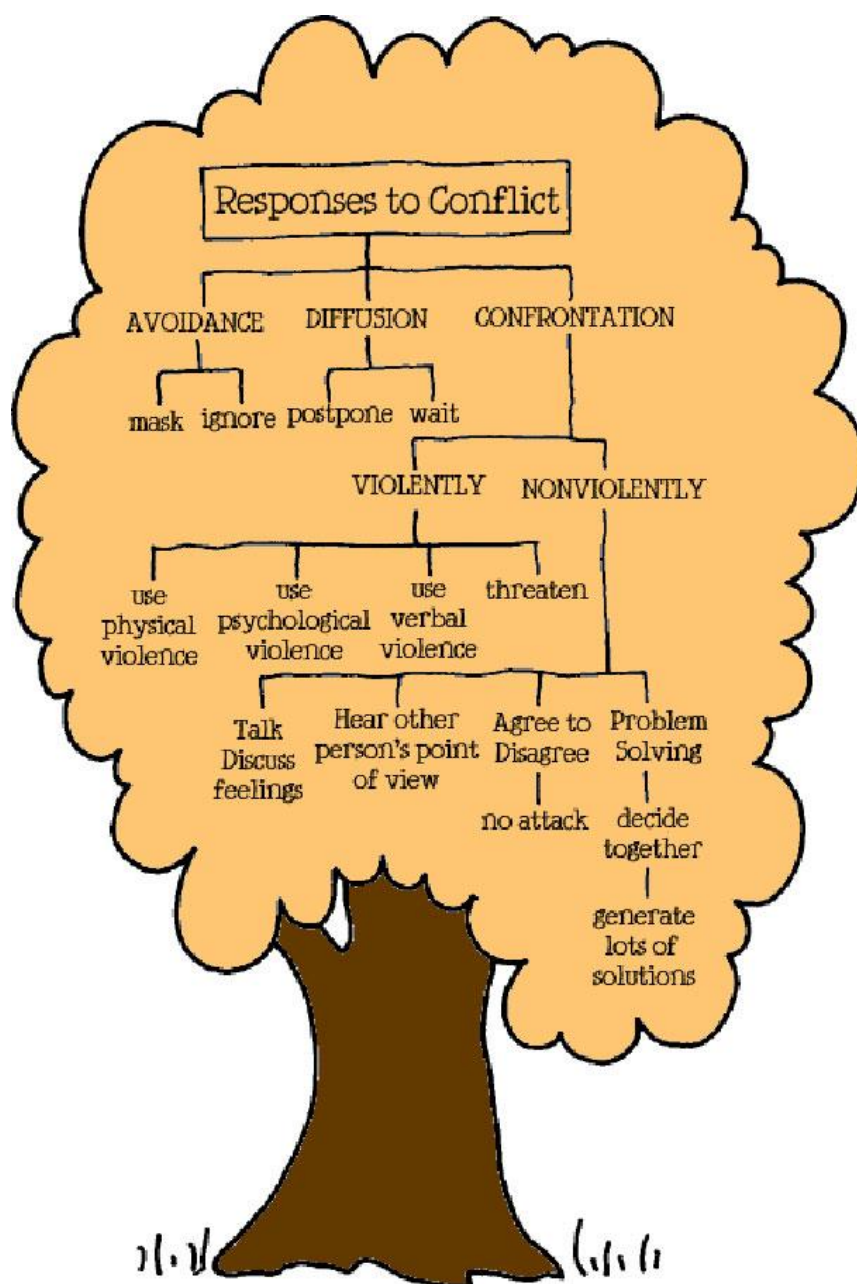 Responses to Conflict
AVOIDANCE DIFFUSION CONFRONTATION
mask ignore postpone wait
VIOLENTLY NONVIOLENTLY
use
physical
violence
use
psychological
violence
use
verbal
violence
threaten
Talk
Discuss
feelings
Hear other
person's point
of view
Agree to
Disagree
no attack
Problem
Solving
decide
together
generate
lots of
solutions